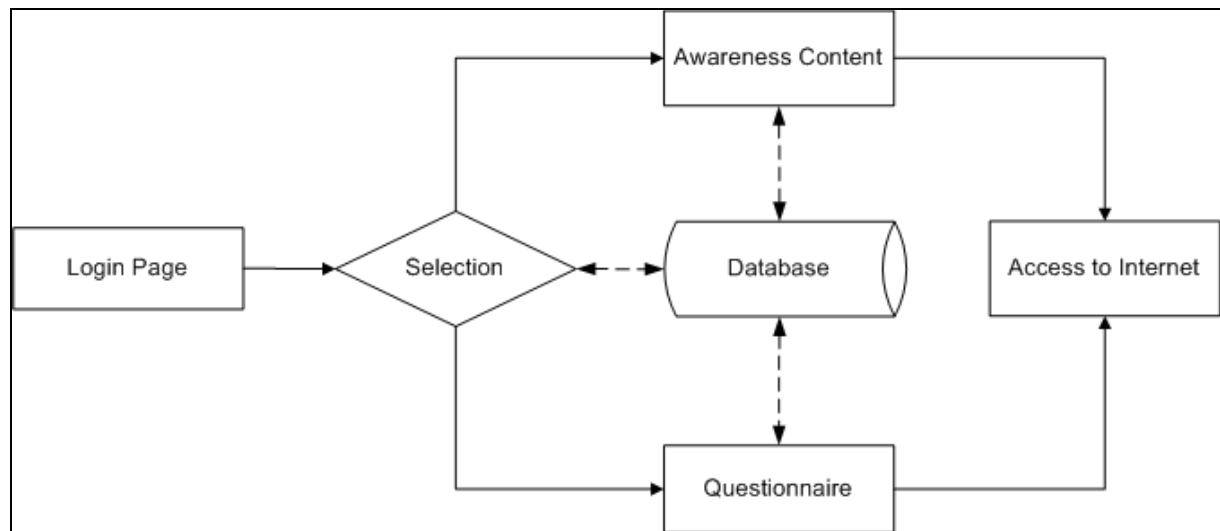 Awareness Content
Login Page
Selection
Database
Access to Internet
Questionnaire